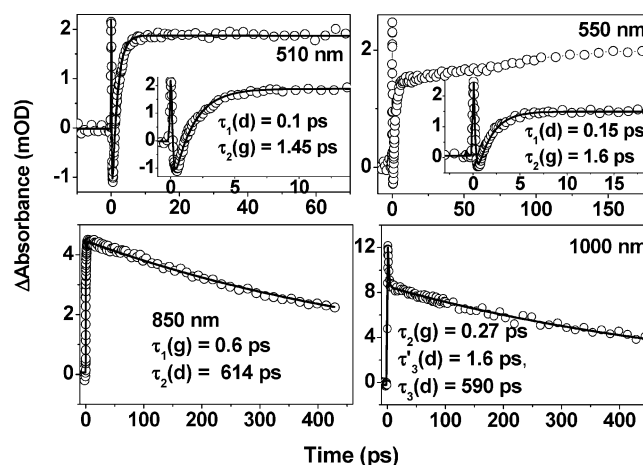 510 nm
2
1
0
-1
0 20 40 60
2
1
0
-1
0 5 10
τ₁(d) = 0.1 ps
τ₂(g) = 1.45 ps
550 nm
2
0
0 50 100 150
2
1
0
0 5 10 15
τ₁(d) = 0.15 ps
τ₂(g) = 1.6 ps
ΔAbsorbance (mOD)
4
2
0
0 100 200 300 400
850 nm
τ₁(g) = 0.6 ps
τ₂(d) = 614 ps
12
8
4
0
0 100 200 300 400
1000 nm
τ₂(g) = 0.27 ps
τ'₃(d) = 1.6 ps,
τ₃(d) = 590 ps
Time (ps)